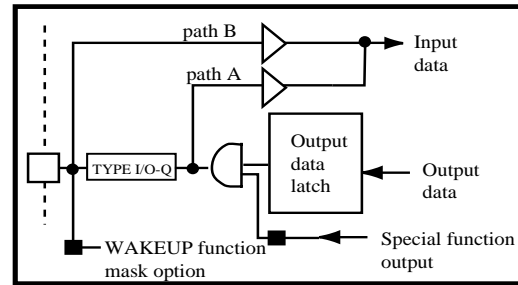 path B
Input
data
path A
TYPE I/O-Q
Output
data
latch
Output
data
WAKEUP function
mask option
Special function
output